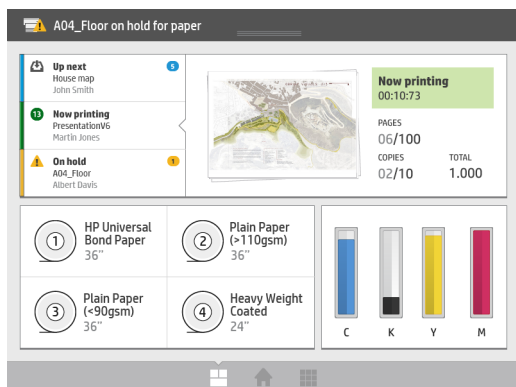 A04_Floor on hold for paper
Up next
5
House map
John Smith
13
Now printing
PresentationV6
Martin Jones
On hold
1
A04_Floor
Albert Davis
Now printing
00:10:73
PAGES
06/100
COPIES
TOTAL
02/10
1.000
1
HP Universal
Bond Paper
36”
2
Plain Paper
(>110gsm)
36”
3
Plain Paper
(<90gsm)
36”
4
Heavy Weight
Coated
24”
C
K
Y
M